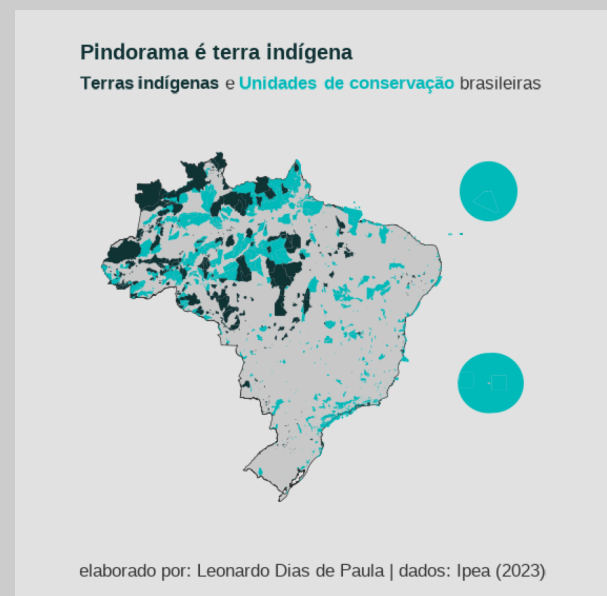 Pindorama é terra indígena
Terras indígenas e Unidades de conservação brasileiras
elaborado por: Leonardo Dias de Paula | dados: Ipea (2023)